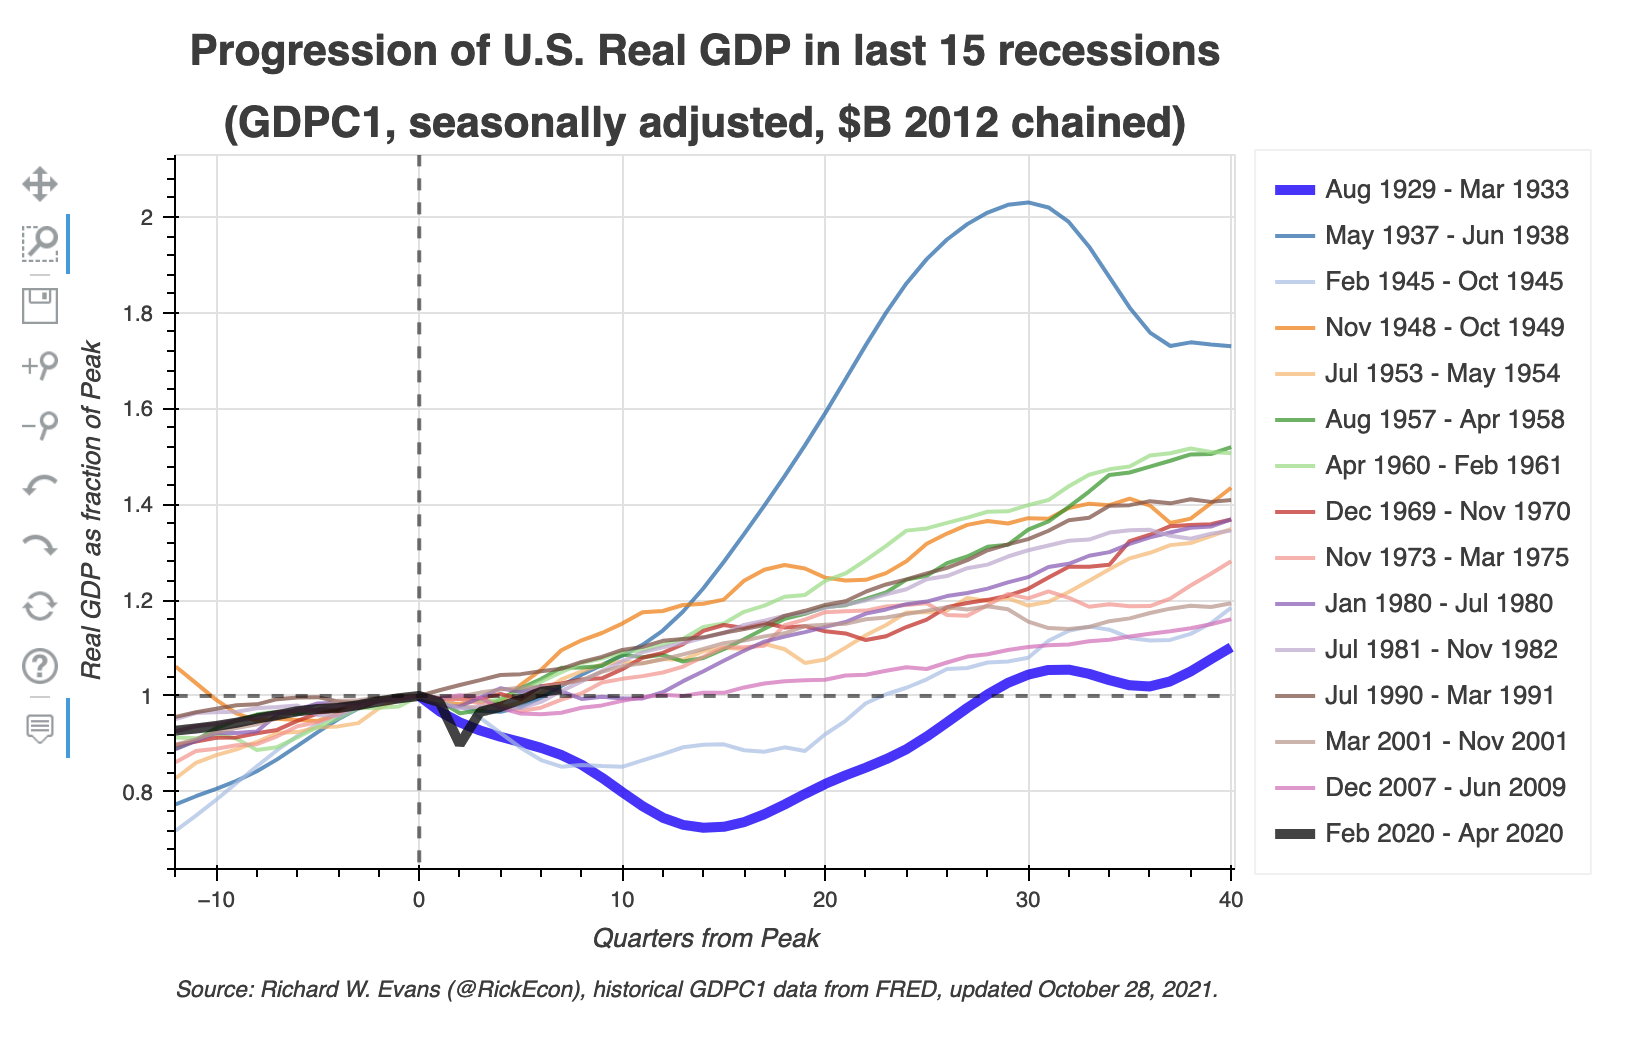 Progression of U.S. Real GDP in last 15 recessions
(GDPC1, seasonally adjusted, $B 2012 chained)
Real GDP as fraction of Peak
2
1.8
1.6
1.4
1.2
1
0.8
−10
0
10
20
30
40
Quarters from Peak
Aug 1929 - Mar 1933
May 1937 - Jun 1938
Feb 1945 - Oct 1945
Nov 1948 - Oct 1949
Jul 1953 - May 1954
Aug 1957 - Apr 1958
Apr 1960 - Feb 1961
Dec 1969 - Nov 1970
Nov 1973 - Mar 1975
Jan 1980 - Jul 1980
Jul 1981 - Nov 1982
Jul 1990 - Mar 1991
Mar 2001 - Nov 2001
Dec 2007 - Jun 2009
Feb 2020 - Apr 2020
Source: Richard W. Evans (@RickEcon), historical GDPC1 data from FRED, updated October 28, 2021.